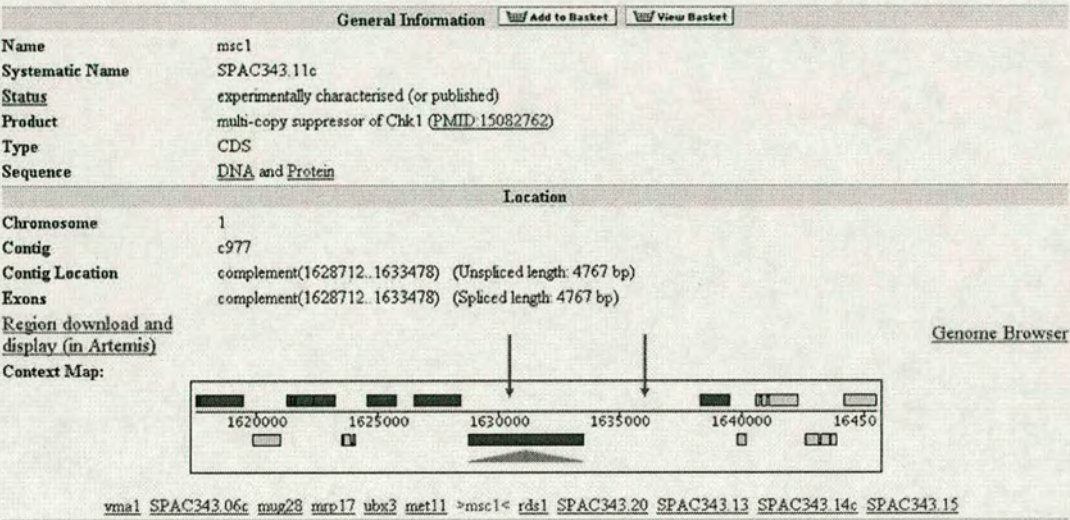 General Information Add to Basket View Basket
Name msc1
Systematic Name SPAC343.11c
Status experimentally characterised (or published)
Product multi-copy suppressor of Chk1 (PMID:15082762)
Type CDS
Sequence DNA and Protein
Location
Chromosome 1
Contig c977
Contig Location complement(1628712..1633478) (Unspliced length: 4767 bp)
Exons complement(1628712..1633478) (Spliced length: 4767 bp)
Region download and
display (in Artemis) Genome Browser
Context Map:
1620000 1625000 1630000 1635000 1640000 16450
vma1 SPAC343.06c mug28 mrp17 ubx3 met11 >msc1< rds1 SPAC343.20 SPAC343.13 SPAC343.14c SPAC343.15